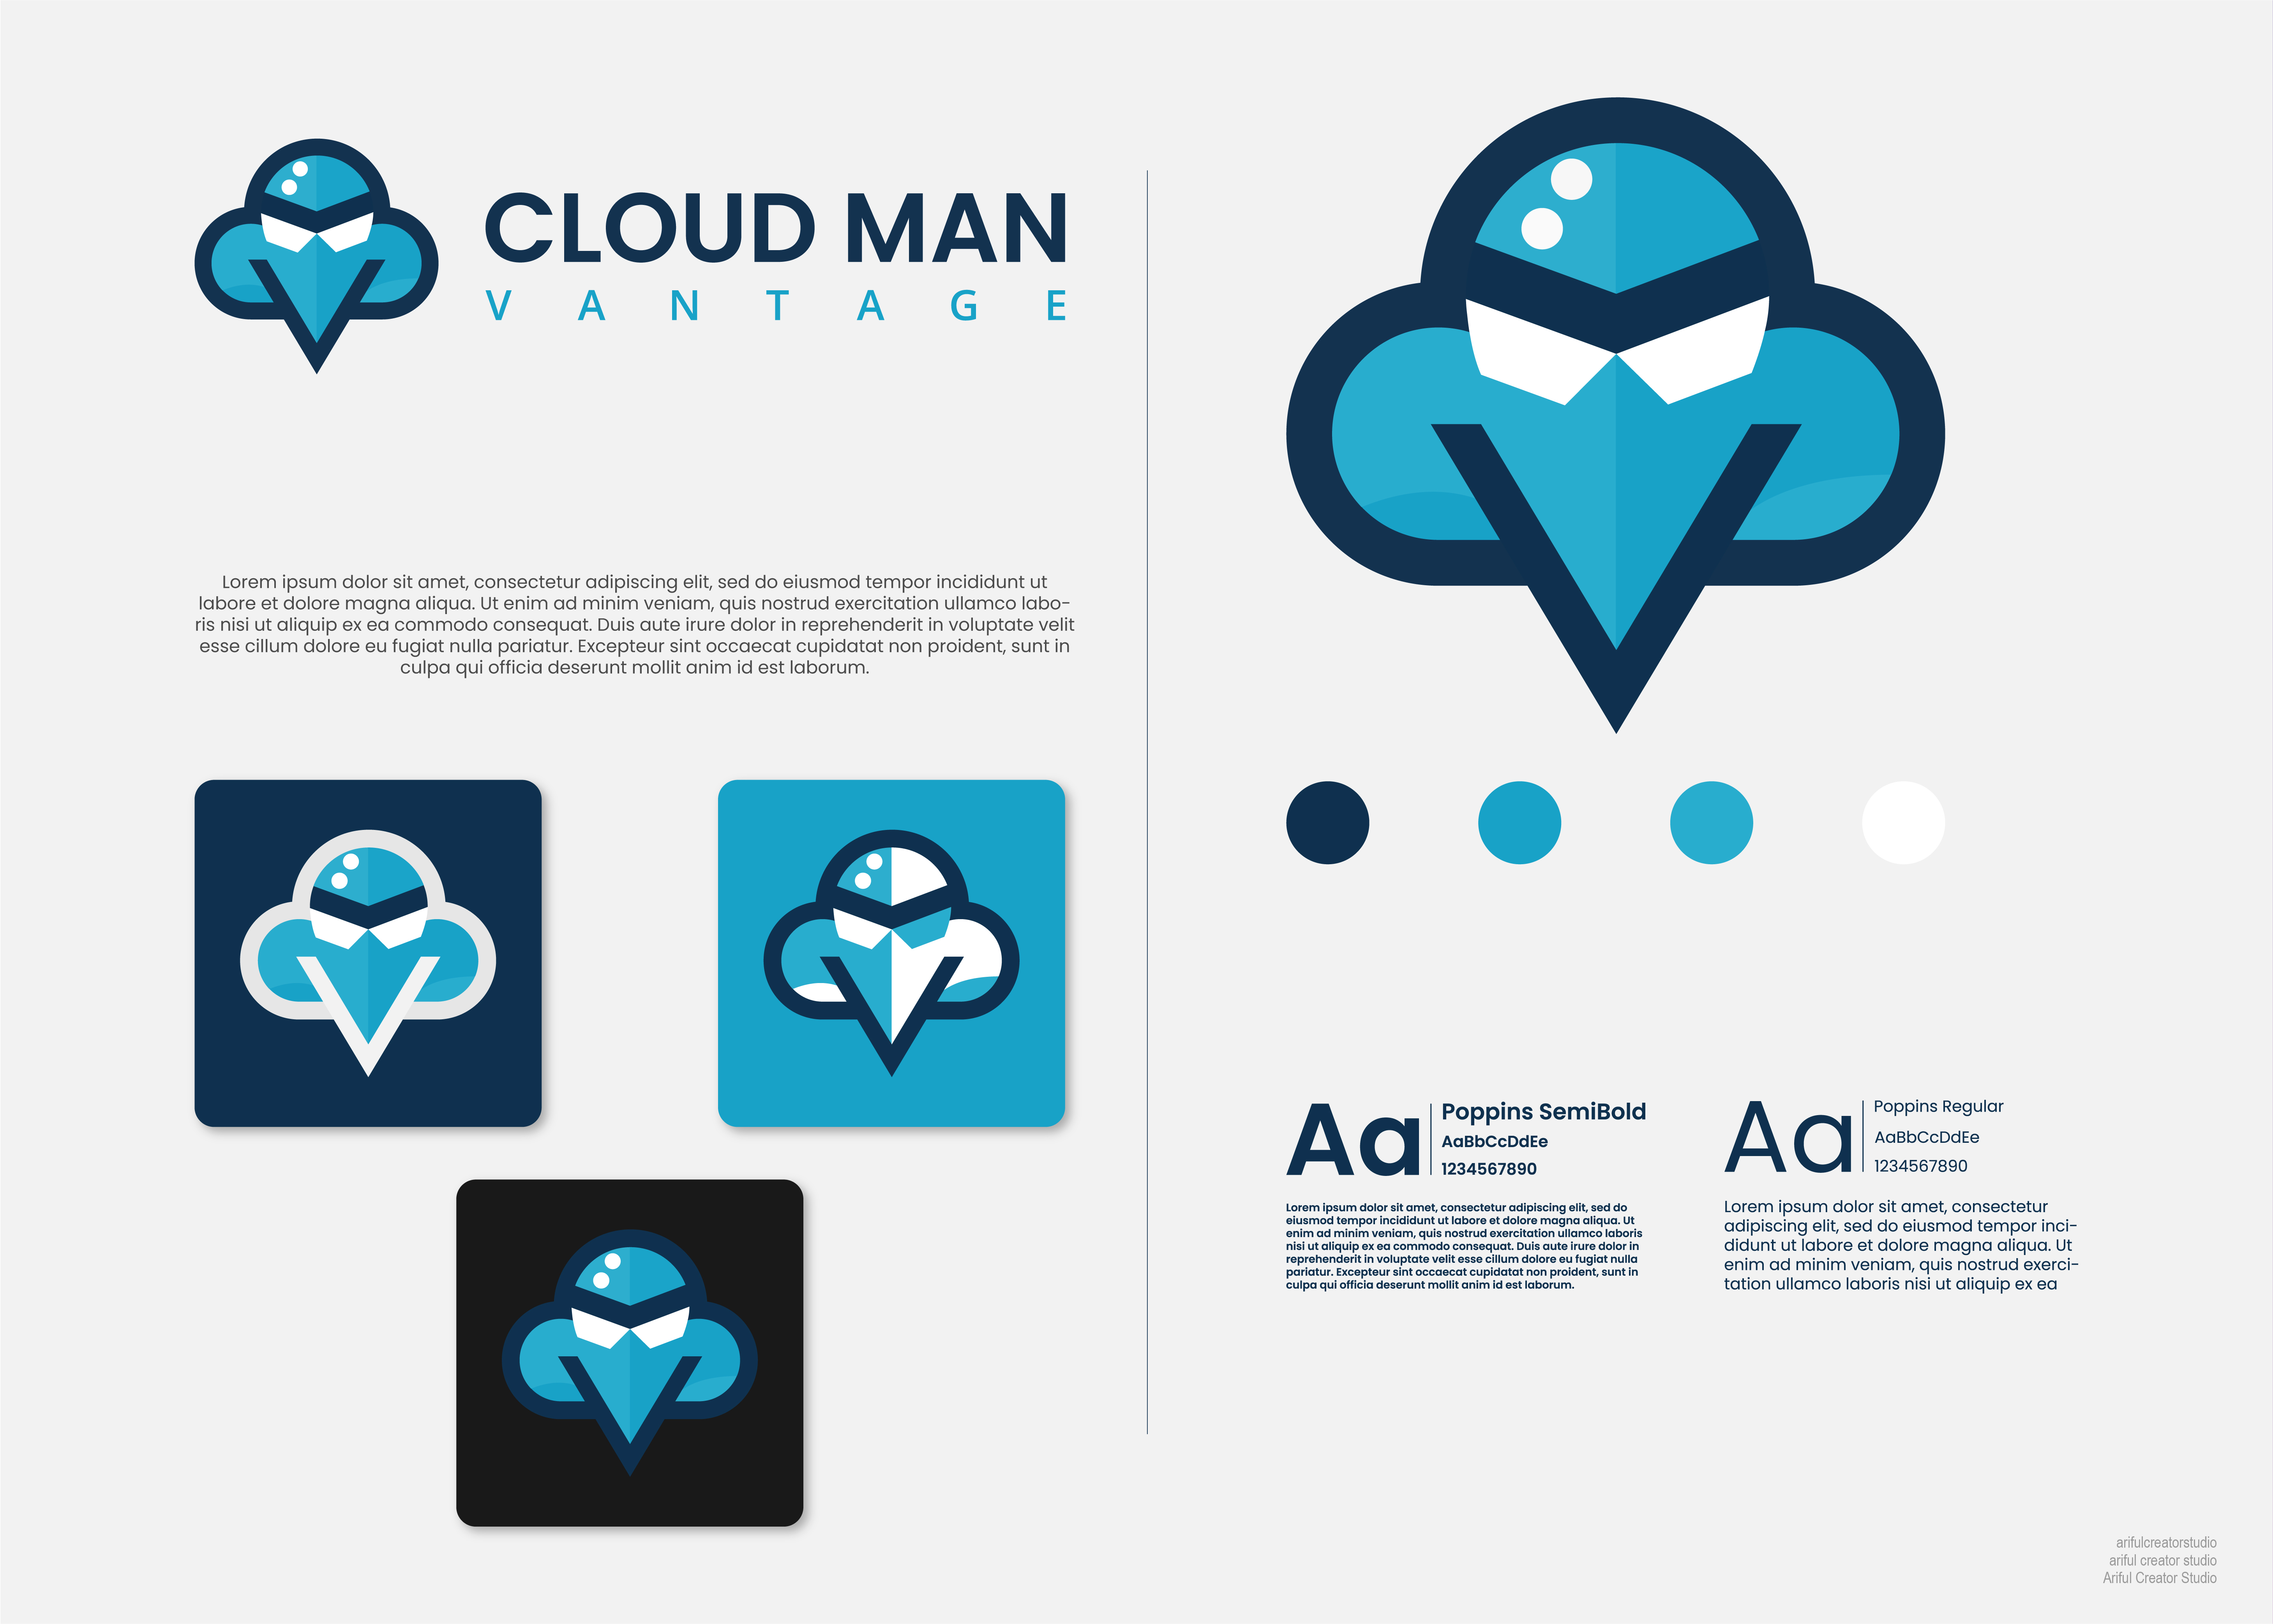 CLOUD MAN
VANTAGE
Lorem ipsum dolor sit amet, consectetur adipiscing elit, sed do eiusmod tempor incididunt ut
labore et dolore magna aliqua. Ut enim ad minim veniam, quis nostrud exercitation ullamco labo-
ris nisi ut aliquip ex ea commodo consequat. Duis aute irure dolor in reprehenderit in voluptate velit
esse cillum dolore eu fugiat nulla pariatur. Excepteur sint occaecat cupidatat non proident, sunt in
culpa qui officia deserunt mollit anim id est laborum.
Aa
Poppins SemiBold
AaBbCcDdEe
1234567890
Lorem ipsum dolor sit amet, consectetur adipiscing elit, sed do
eiusmod tempor incididunt ut labore et dolore magna aliqua. Ut
enim ad minim veniam, quis nostrud exercitation ullamco laboris
nisi ut aliquip ex ea commodo consequat. Duis aute irure dolor in
reprehenderit in voluptate velit esse cillum dolore eu fugiat nulla
pariatur. Excepteur sint occaecat cupidatat non proident, sunt in
culpa qui officia deserunt mollit anim id est laborum.
Aa
Poppins Regular
AaBbCcDdEe
1234567890
Lorem ipsum dolor sit amet, consectetur
adipiscing elit, sed do eiusmod tempor inci-
didunt ut labore et dolore magna aliqua. Ut
enim ad minim veniam, quis nostrud exerci-
tation ullamco laboris nisi ut aliquip ex ea
arifulcreatorstudio
ariful creator studio
Ariful Creator Studio